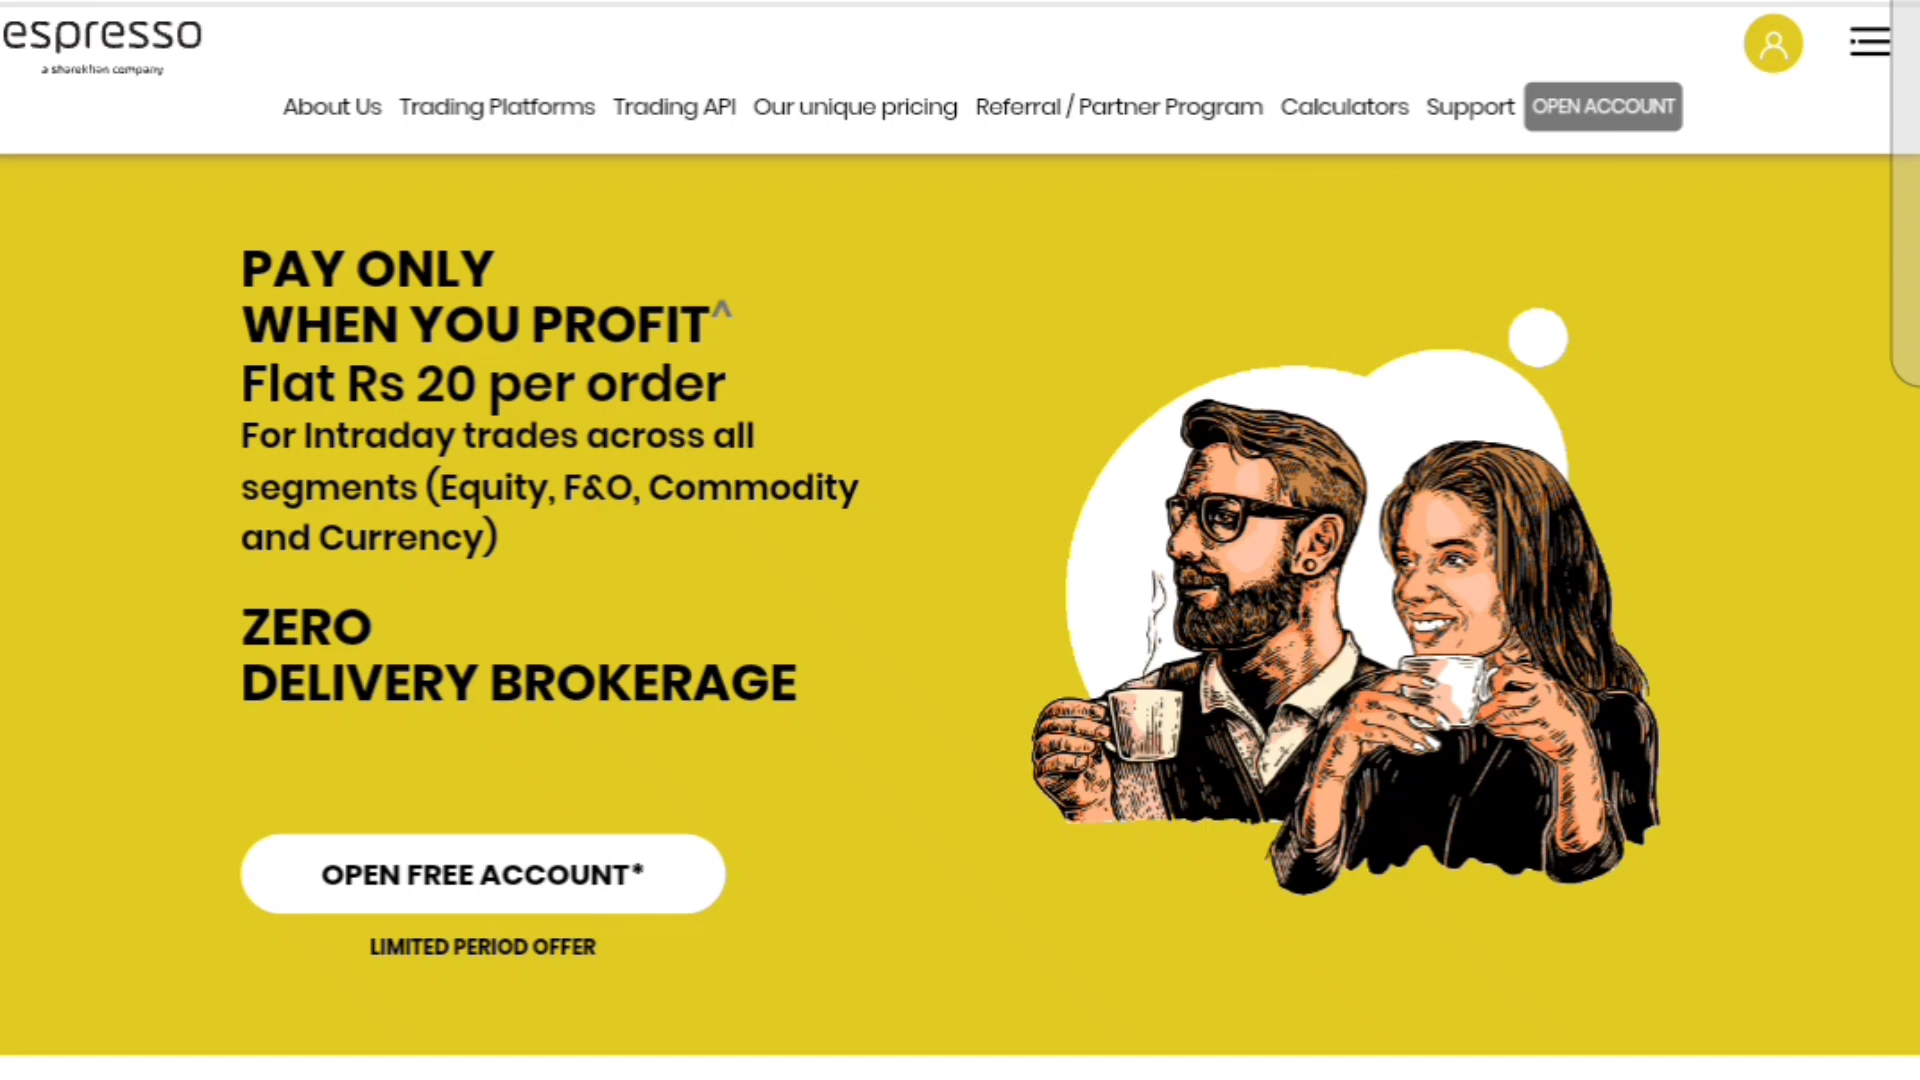 espresso
a sharekhan company
About Us Trading Platforms Trading API Our unique pricing Referral / Partner Program Calculators Support OPEN ACCOUNT
PAY ONLY
WHEN YOU PROFIT^
Flat Rs 20 per order
For Intraday trades across all
segments (Equity, F&O, Commodity
and Currency)
ZERO
DELIVERY BROKERAGE
OPEN FREE ACCOUNT*
LIMITED PERIOD OFFER